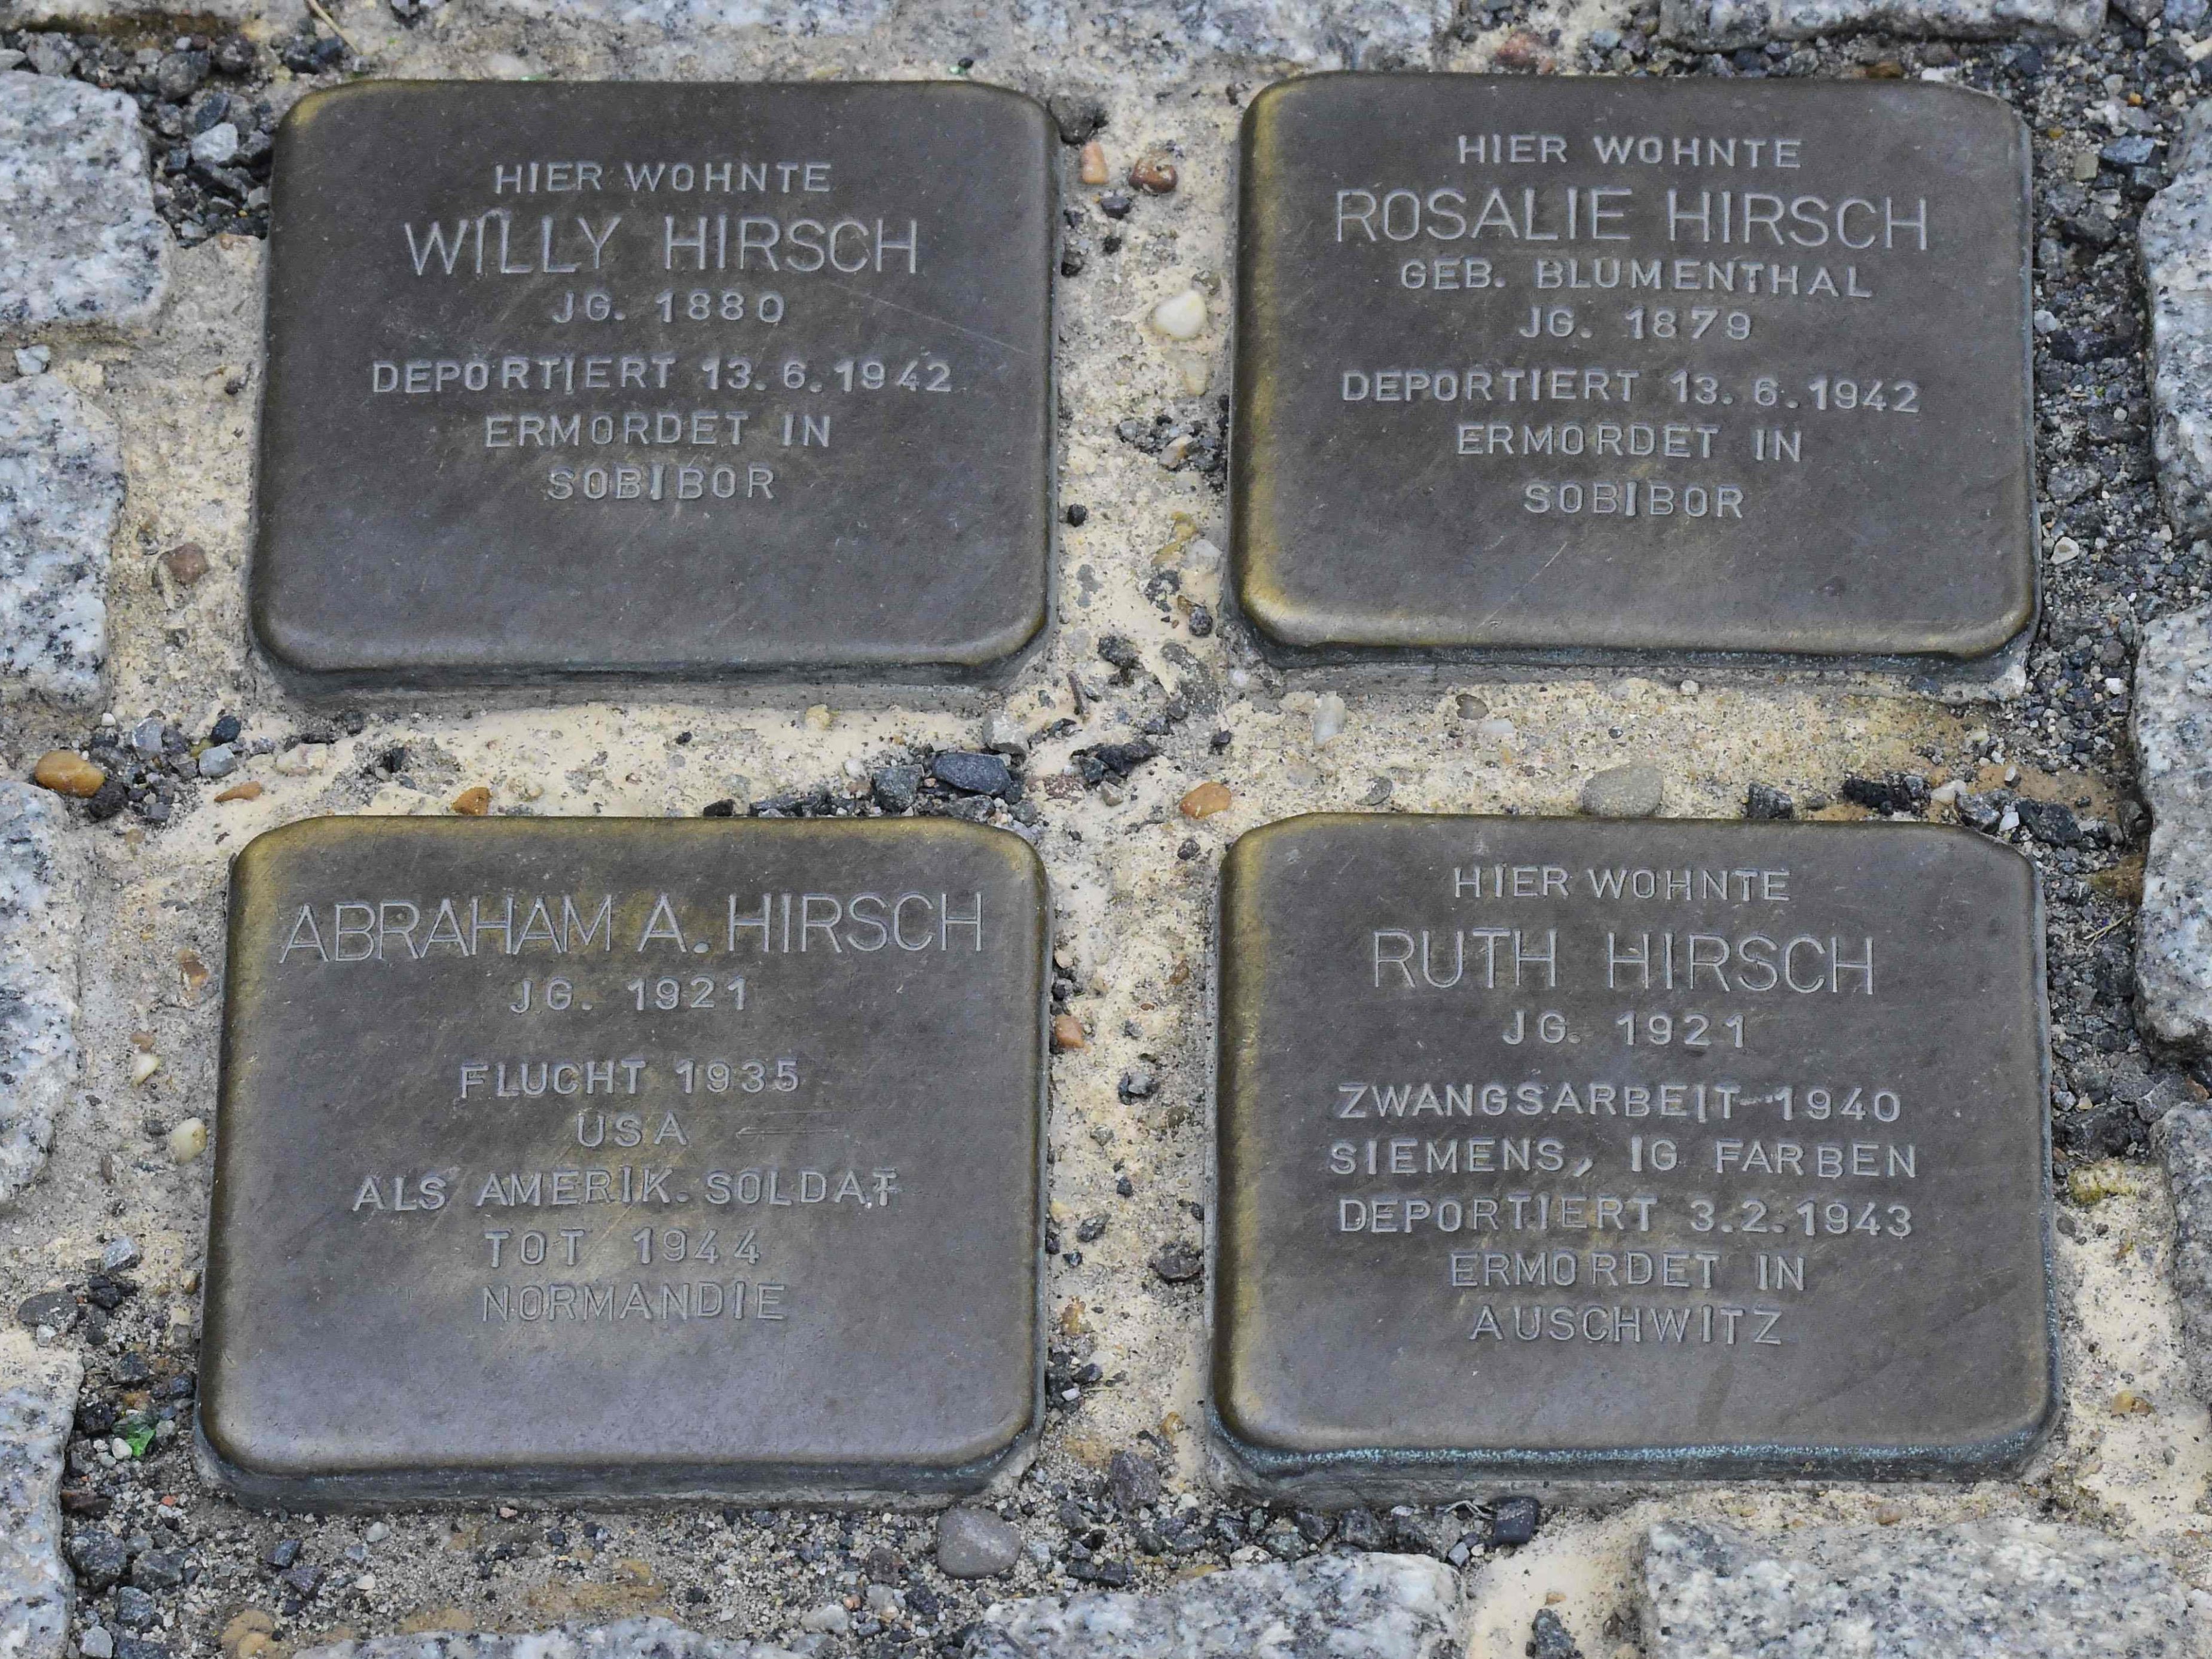 HIER WOHNTE
WILLY HIRSCH
JG. 1880
DEPORTIERT 13.6.1942
ERMORDET IN
SOBIBOR
HIER WOHNTE
ROSALIE HIRSCH
GEB. BLUMENTHAL
JG. 1879
DEPORTIERT 13.6.1942
ERMORDET IN
SOBIBOR
ABRAHAM A. HIRSCH
JG. 1921
FLUCHT 1935
USA
ALS AMERIK. SOLDAT
TOT 1944
NORMANDIE
HIER WOHNTE
RUTH HIRSCH
JG. 1921
ZWANGSARBEIT 1940
SIEMENS, IG FARBEN
DEPORTIERT 3.2.1943
ERMORDET IN
AUSCHWITZ